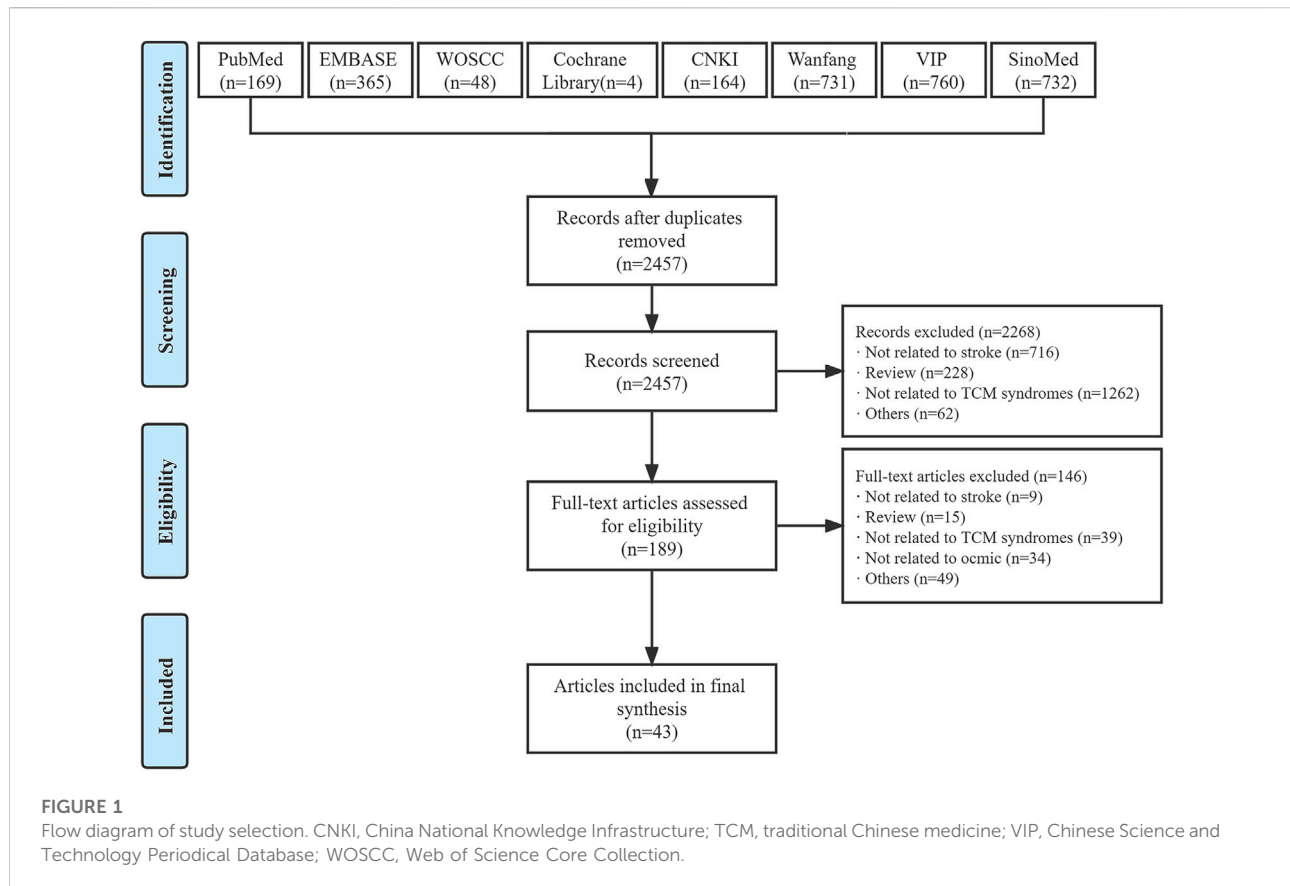 Identification
PubMed
(n=169)
EMBASE
(n=365)
WOSCC
(n=48)
Cochrane
Library(n=4)
CNKI
(n=164)
Wanfang
(n=731)
VIP
(n=760)
SinoMed
(n=732)
Records after duplicates
removed
(n=2457)
Screening
Records screened
(n=2457)
Records excluded (n=2268)
· Not related to stroke (n=716)
· Review (n=228)
· Not related to TCM syndromes (n=1262)
· Others (n=62)
Eligibility
Full-text articles assessed
for eligibility
(n=189)
Full-text articles excluded (n=146)
· Not related to stroke (n=9)
· Review (n=15)
· Not related to TCM syndromes (n=39)
· Not related to ocmic (n=34)
· Others (n=49)
Included
Articles included in final
synthesis
(n=43)
FIGURE 1
Flow diagram of study selection. CNKI, China National Knowledge Infrastructure; TCM, traditional Chinese medicine; VIP, Chinese Science and
Technology Periodical Database; WOSCC, Web of Science Core Collection.